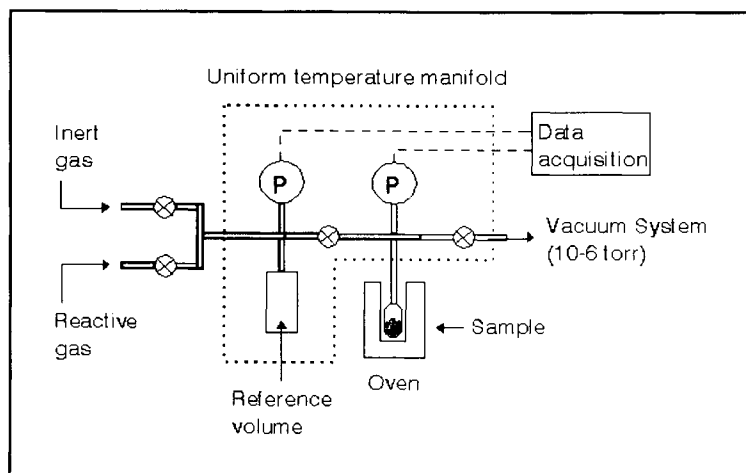 Uniform temperature manifold
Inert
gas
Data
acquisition
P
P
Vacuum System
(10-6 torr)
Reactive
gas
Sample
Oven
Reference
volume